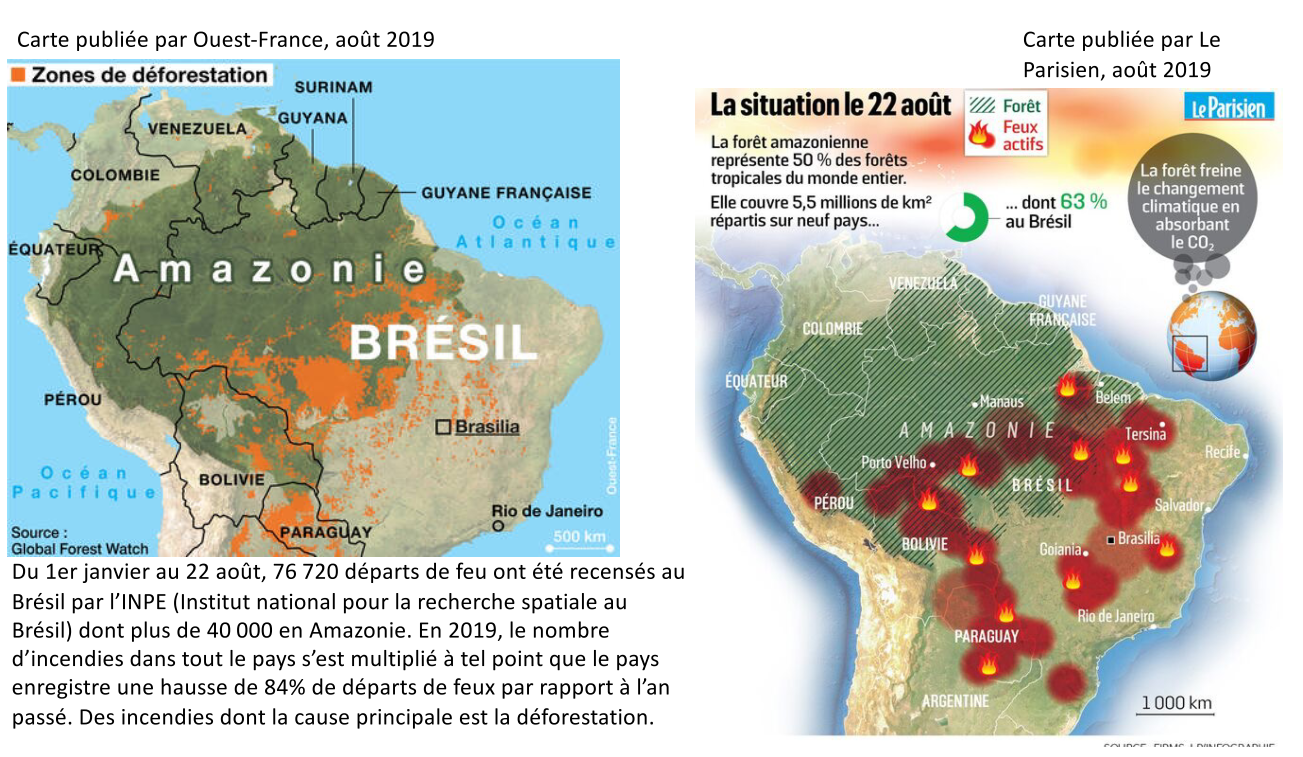 Carte publiée par Ouest-France, août 2019
Zones de déforestation
SURINAM
GUYANA
VENEZUELA
COLOMBIE
GUYANE FRANÇAISE
Océan
Atlantique
ÉQUATEUR
Amazonie
BRÉSIL
PÉROU
Brasilia
Océan
Pacifique
BOLIVIE
Ouest-France
Rio de Janeiro
PARAGUAY
Source :
Global Forest Watch
500 km
Du 1er janvier au 22 août, 76 720 départs de feu ont été recensés au
Brésil par l’INPE (Institut national pour la recherche spatiale au
Brésil) dont plus de 40 000 en Amazonie. En 2019, le nombre
d’incendies dans tout le pays s’est multiplié à tel point que le pays
enregistre une hausse de 84% de départs de feux par rapport à l’an
passé. Des incendies dont la cause principale est la déforestation.
Carte publiée par Le
Parisien, août 2019
La situation le 22 août
Forêt
Feux
actifs
Le Parisien
La forêt amazonienne
représente 50 % des forêts
tropicales du monde entier.
Elle couvre 5,5 millions de km²
répartis sur neuf pays...
... dont 63 %
au Brésil
La forêt freine
le changement
climatique en
absorbant
le CO₂
VENEZUELA
GUYANE
FRANÇAISE
COLOMBIE
ÉQUATEUR
Manaus
Belem
AMAZONIE
Tersina
Porto Velho
Recife
BRÉSIL
PÉROU
Salvador
BOLIVIE
Goiania
Brasília
Rio de Janeiro
PARAGUAY
ARGENTINE
1 000 km